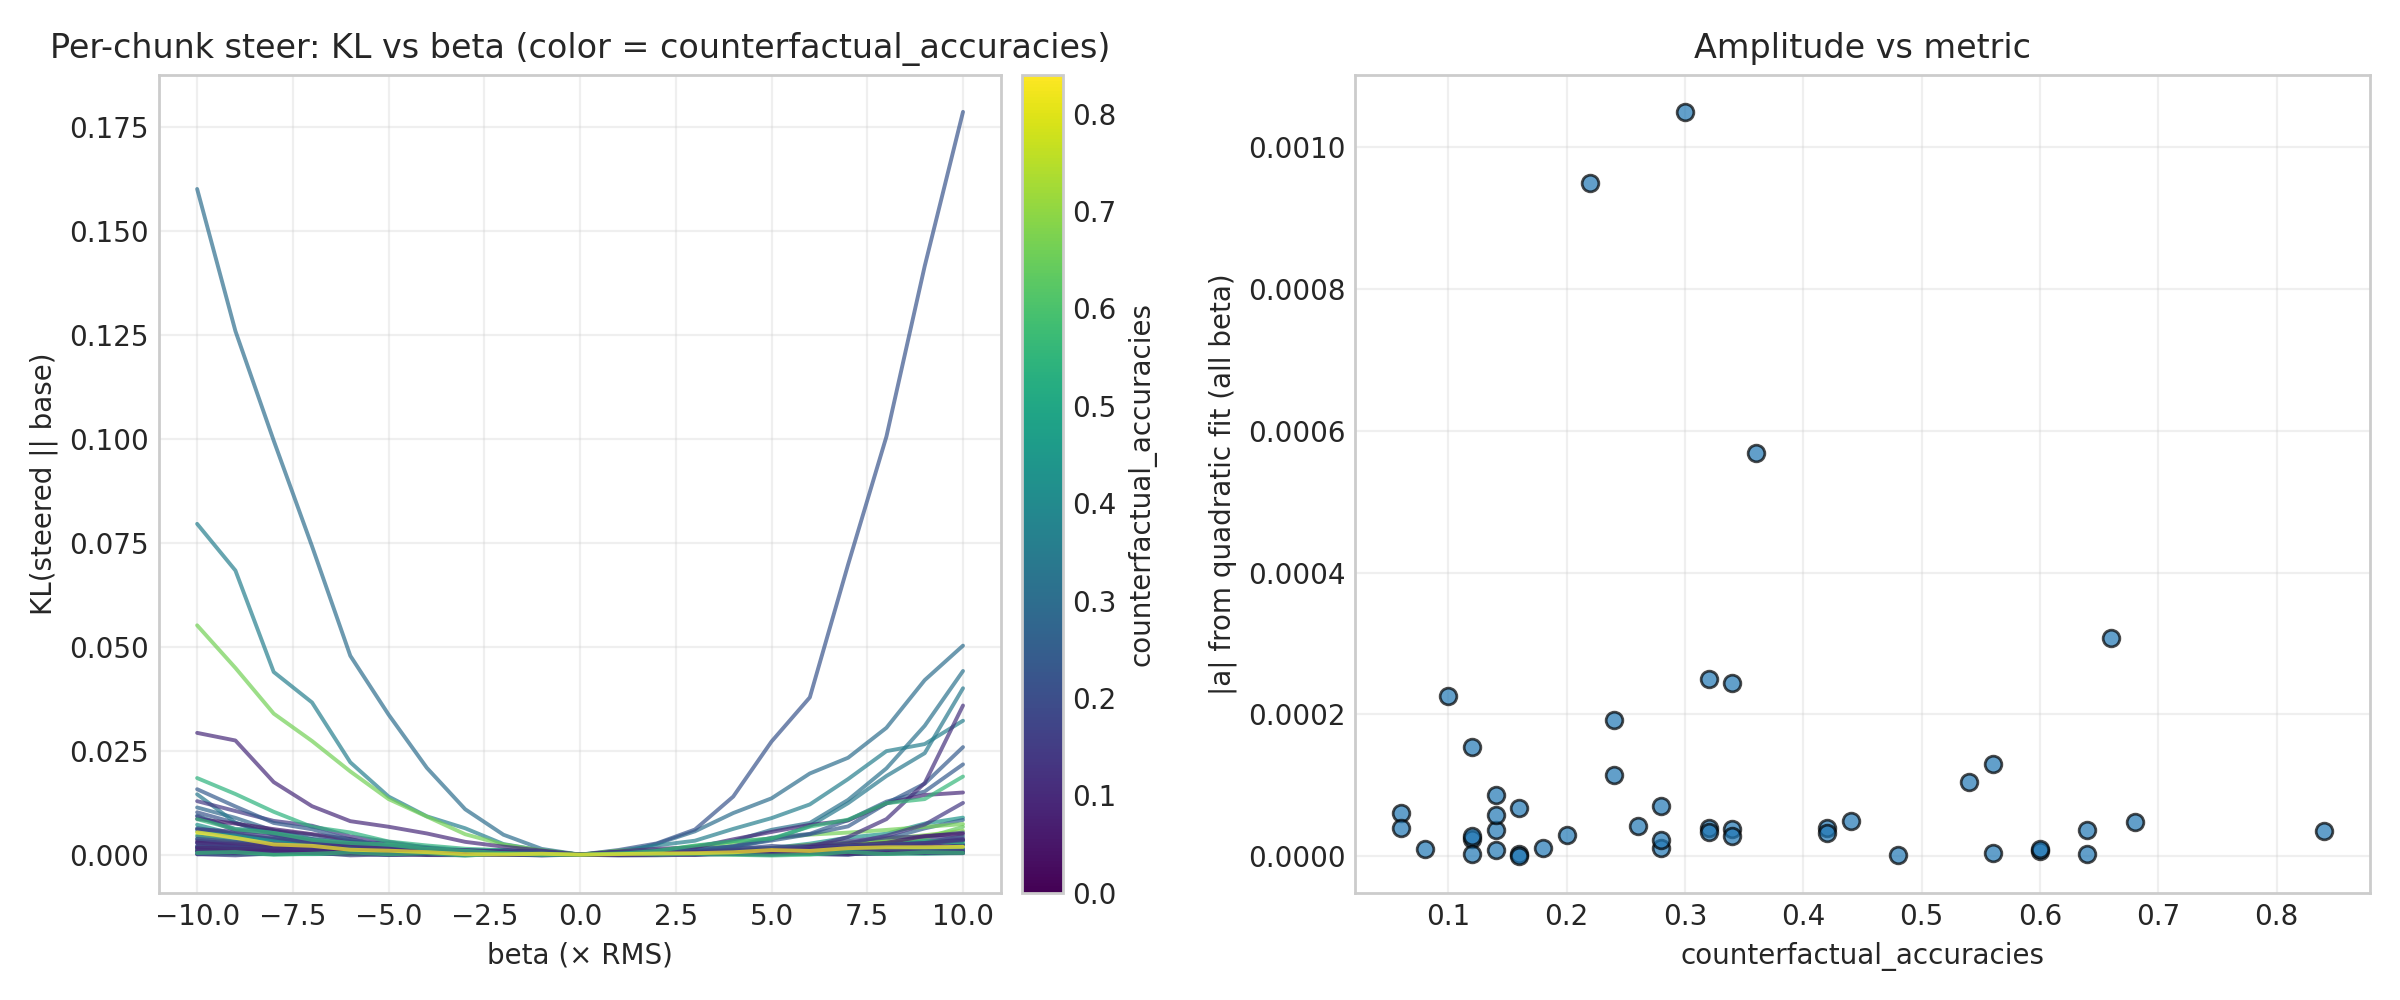 Per-chunk steer: KL vs beta (color = counterfactual_accuracies)
KL(steered || base)
0.175
0.150
0.125
0.100
0.075
0.050
0.025
0.000
−10.0 −7.5 −5.0 −2.5 0.0 2.5 5.0 7.5 10.0
beta (× RMS)
0.8
0.7
0.6
0.5
0.4
0.3
0.2
0.1
0.0
counterfactual_accuracies
Amplitude vs metric
|a| from quadratic fit (all beta)
0.0010
0.0008
0.0006
0.0004
0.0002
0.0000
0.1 0.2 0.3 0.4 0.5 0.6 0.7 0.8
counterfactual_accuracies